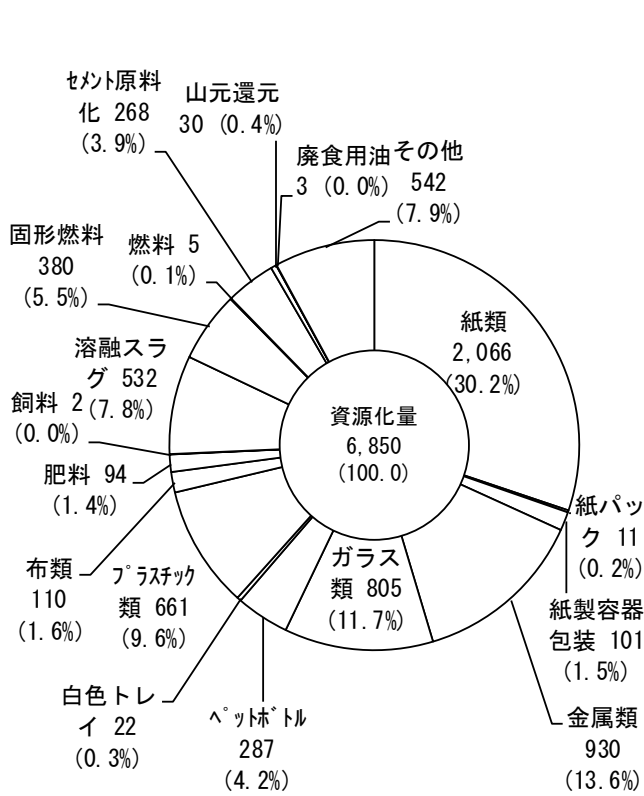 セメント原料
化 268
(3.9%)
山元還元
30 (0.4%)
廃食用油
3 (0.0%)
その他
542
(7.9%)
固形燃料
380
(5.5%)
燃料 5
(0.1%)
紙類
2,066
(30.2%)
溶融スラ
グ 532
(7.8%)
飼料 2
(0.0%)
資源化量
6,850
(100.0)
肥料 94
(1.4%)
紙パッ
ク 11
(0.2%)
布類
110
(1.6%)
プラスチック
類 661
(9.6%)
ガラス
類 805
(11.7%)
紙製容器
包装 101
(1.5%)
白色トレ
イ 22
(0.3%)
ペットボトル
287
(4.2%)
金属類
930
(13.6%)